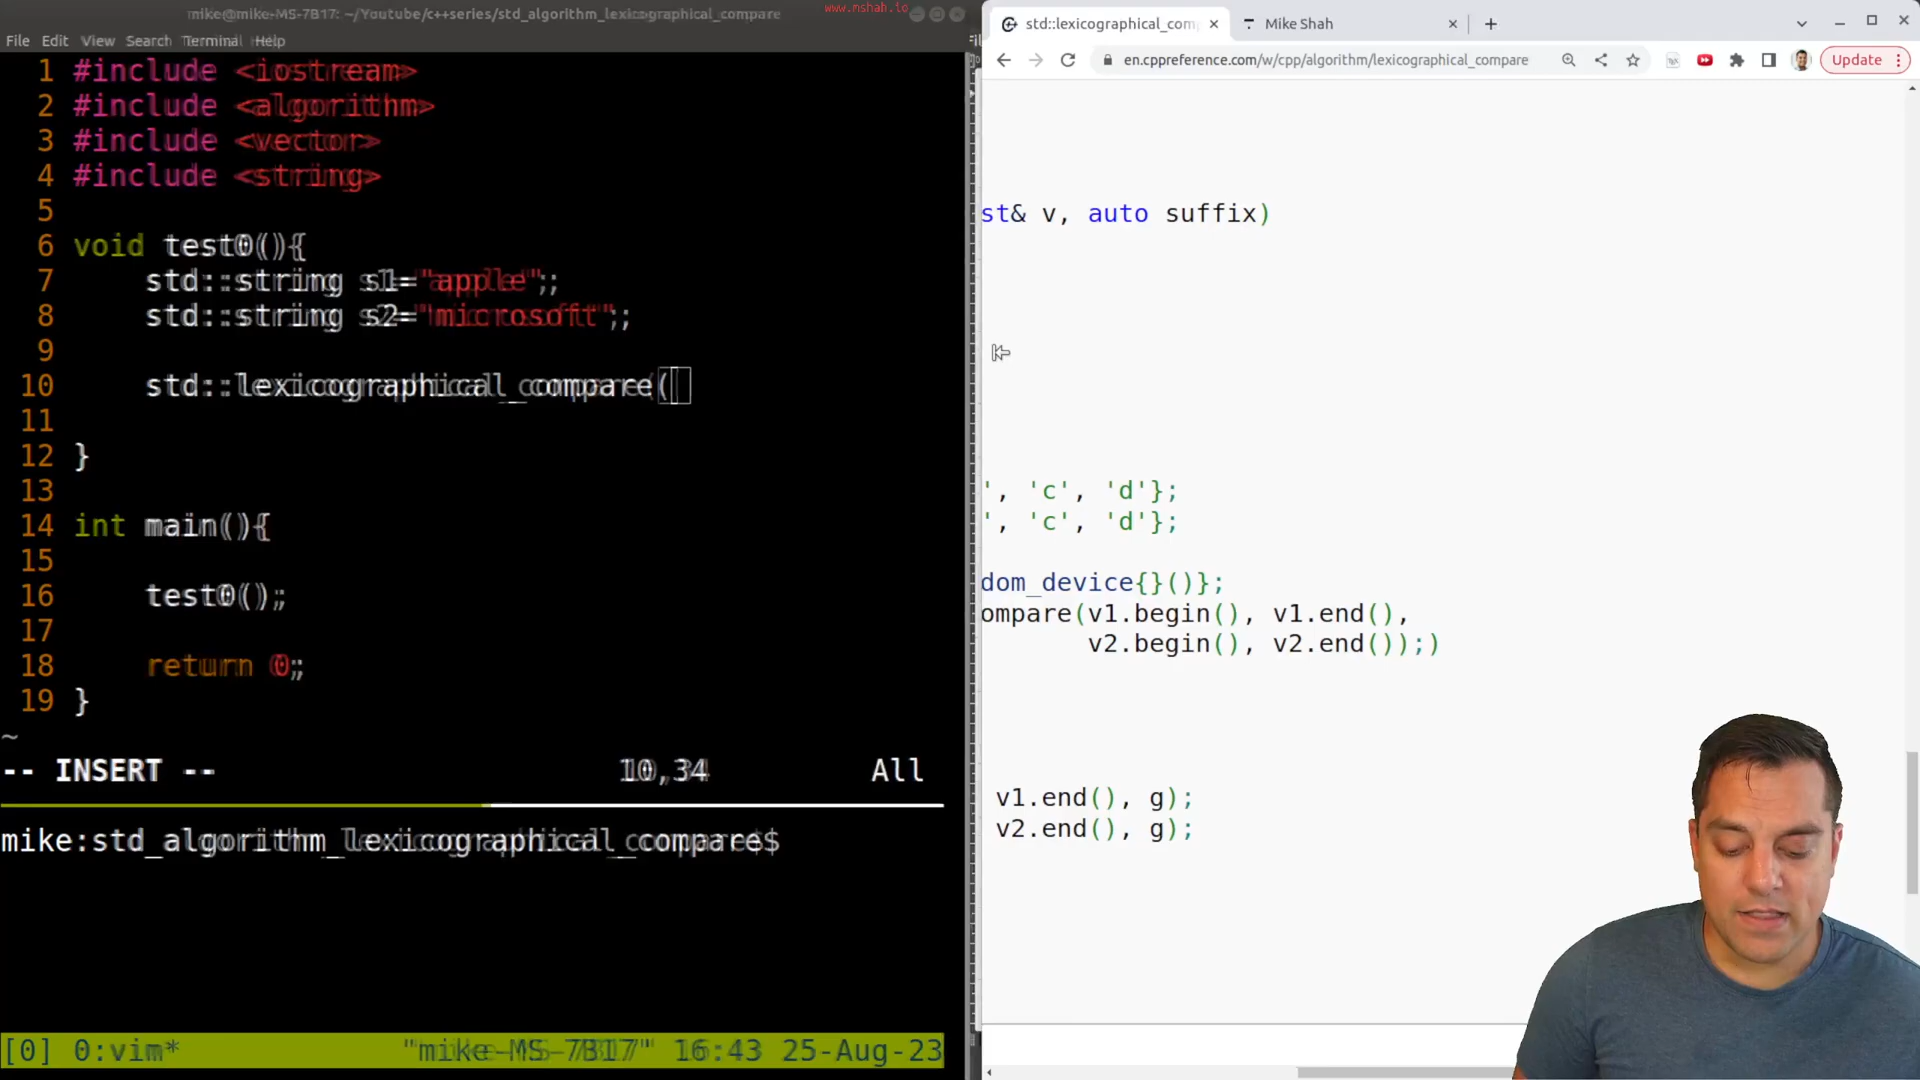 mike@mike-MS-7B17: ~/Youtube/c++series/std_algorithm_lexicographical_compare
www.mshah.io
File Edit View Search Terminal Help
1 #include <iostream>
2 #include <algorithm>
3 #include <vector>
4 #include <string>
5
6 void test0(){
7 std::string s1="apple";
8 std::string s2="microsoft";
9
10 std::lexicographical_compare(
11
12 }
13
14 int main(){
15
16 test0();
17
18 return 0;
19 }
~
-- INSERT -- 10,34 All
mike:std_algorithm_lexicographical_compare$
[0] 0:vim* "mike-MS-7B17" 16:43 25-Aug-23
std::lexicographical_com
Mike Shah
en.cppreference.com/w/cpp/algorithm/lexicographical_compare
Update
st& v, auto suffix)
', 'c', 'd'};
', 'c', 'd'};
dom_device{}()};
ompare(v1.begin(), v1.end(),
v2.begin(), v2.end());)
v1.end(), g);
v2.end(), g);